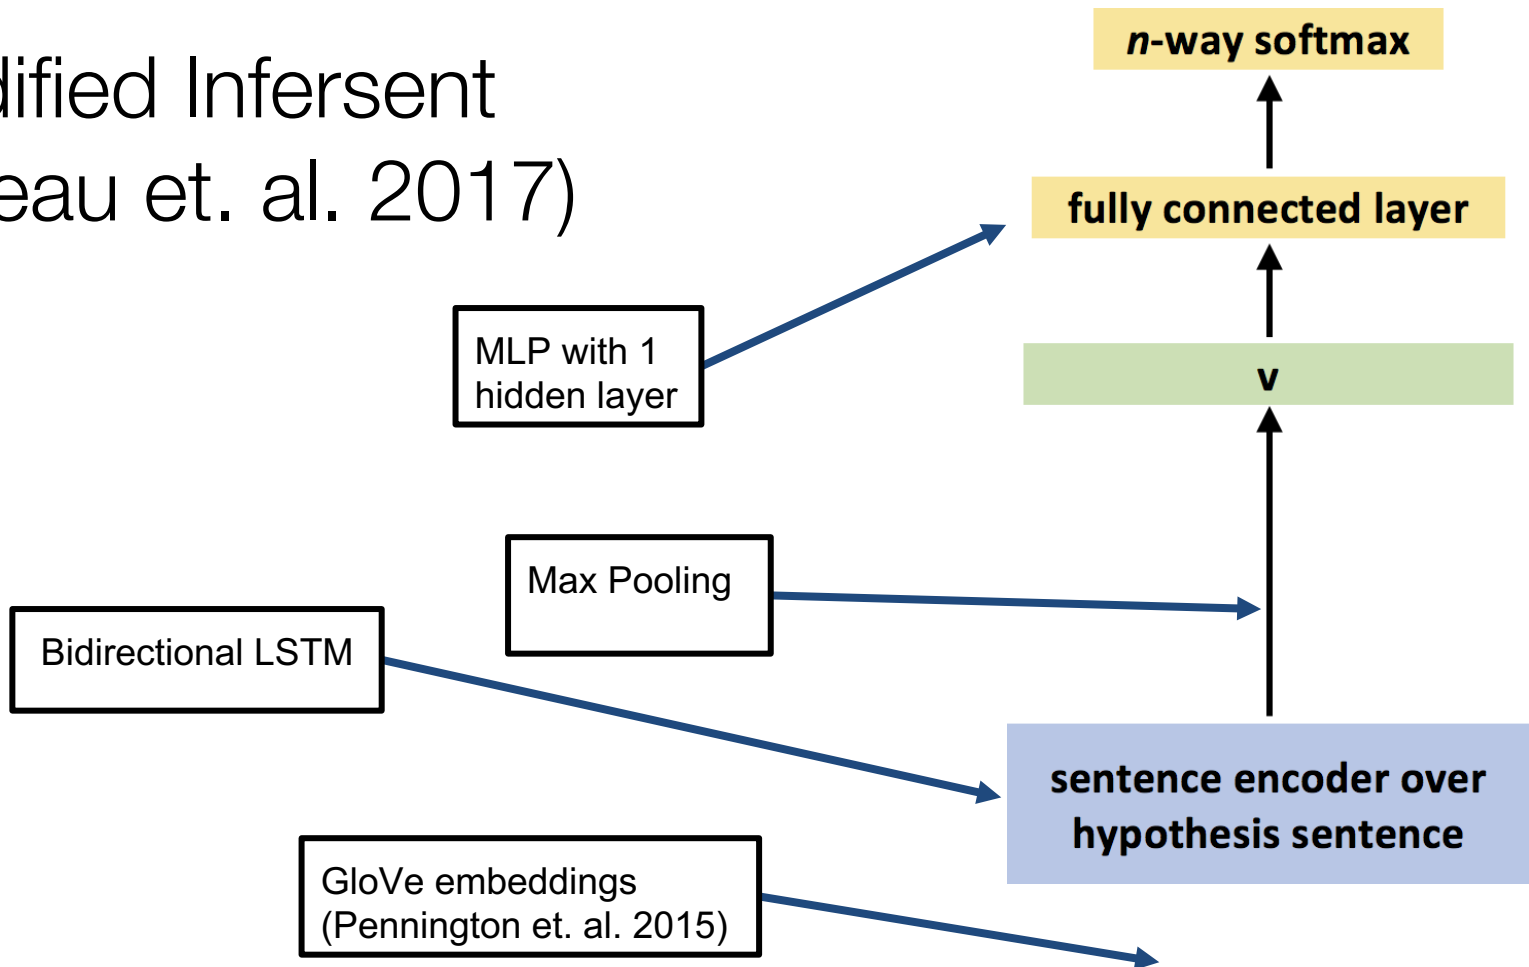 dified Infersent
eau et. al. 2017)
n-way softmax
fully connected layer
MLP with 1
hidden layer
v
Max Pooling
Bidirectional LSTM
sentence encoder over
hypothesis sentence
GloVe embeddings
(Pennington et. al. 2015)